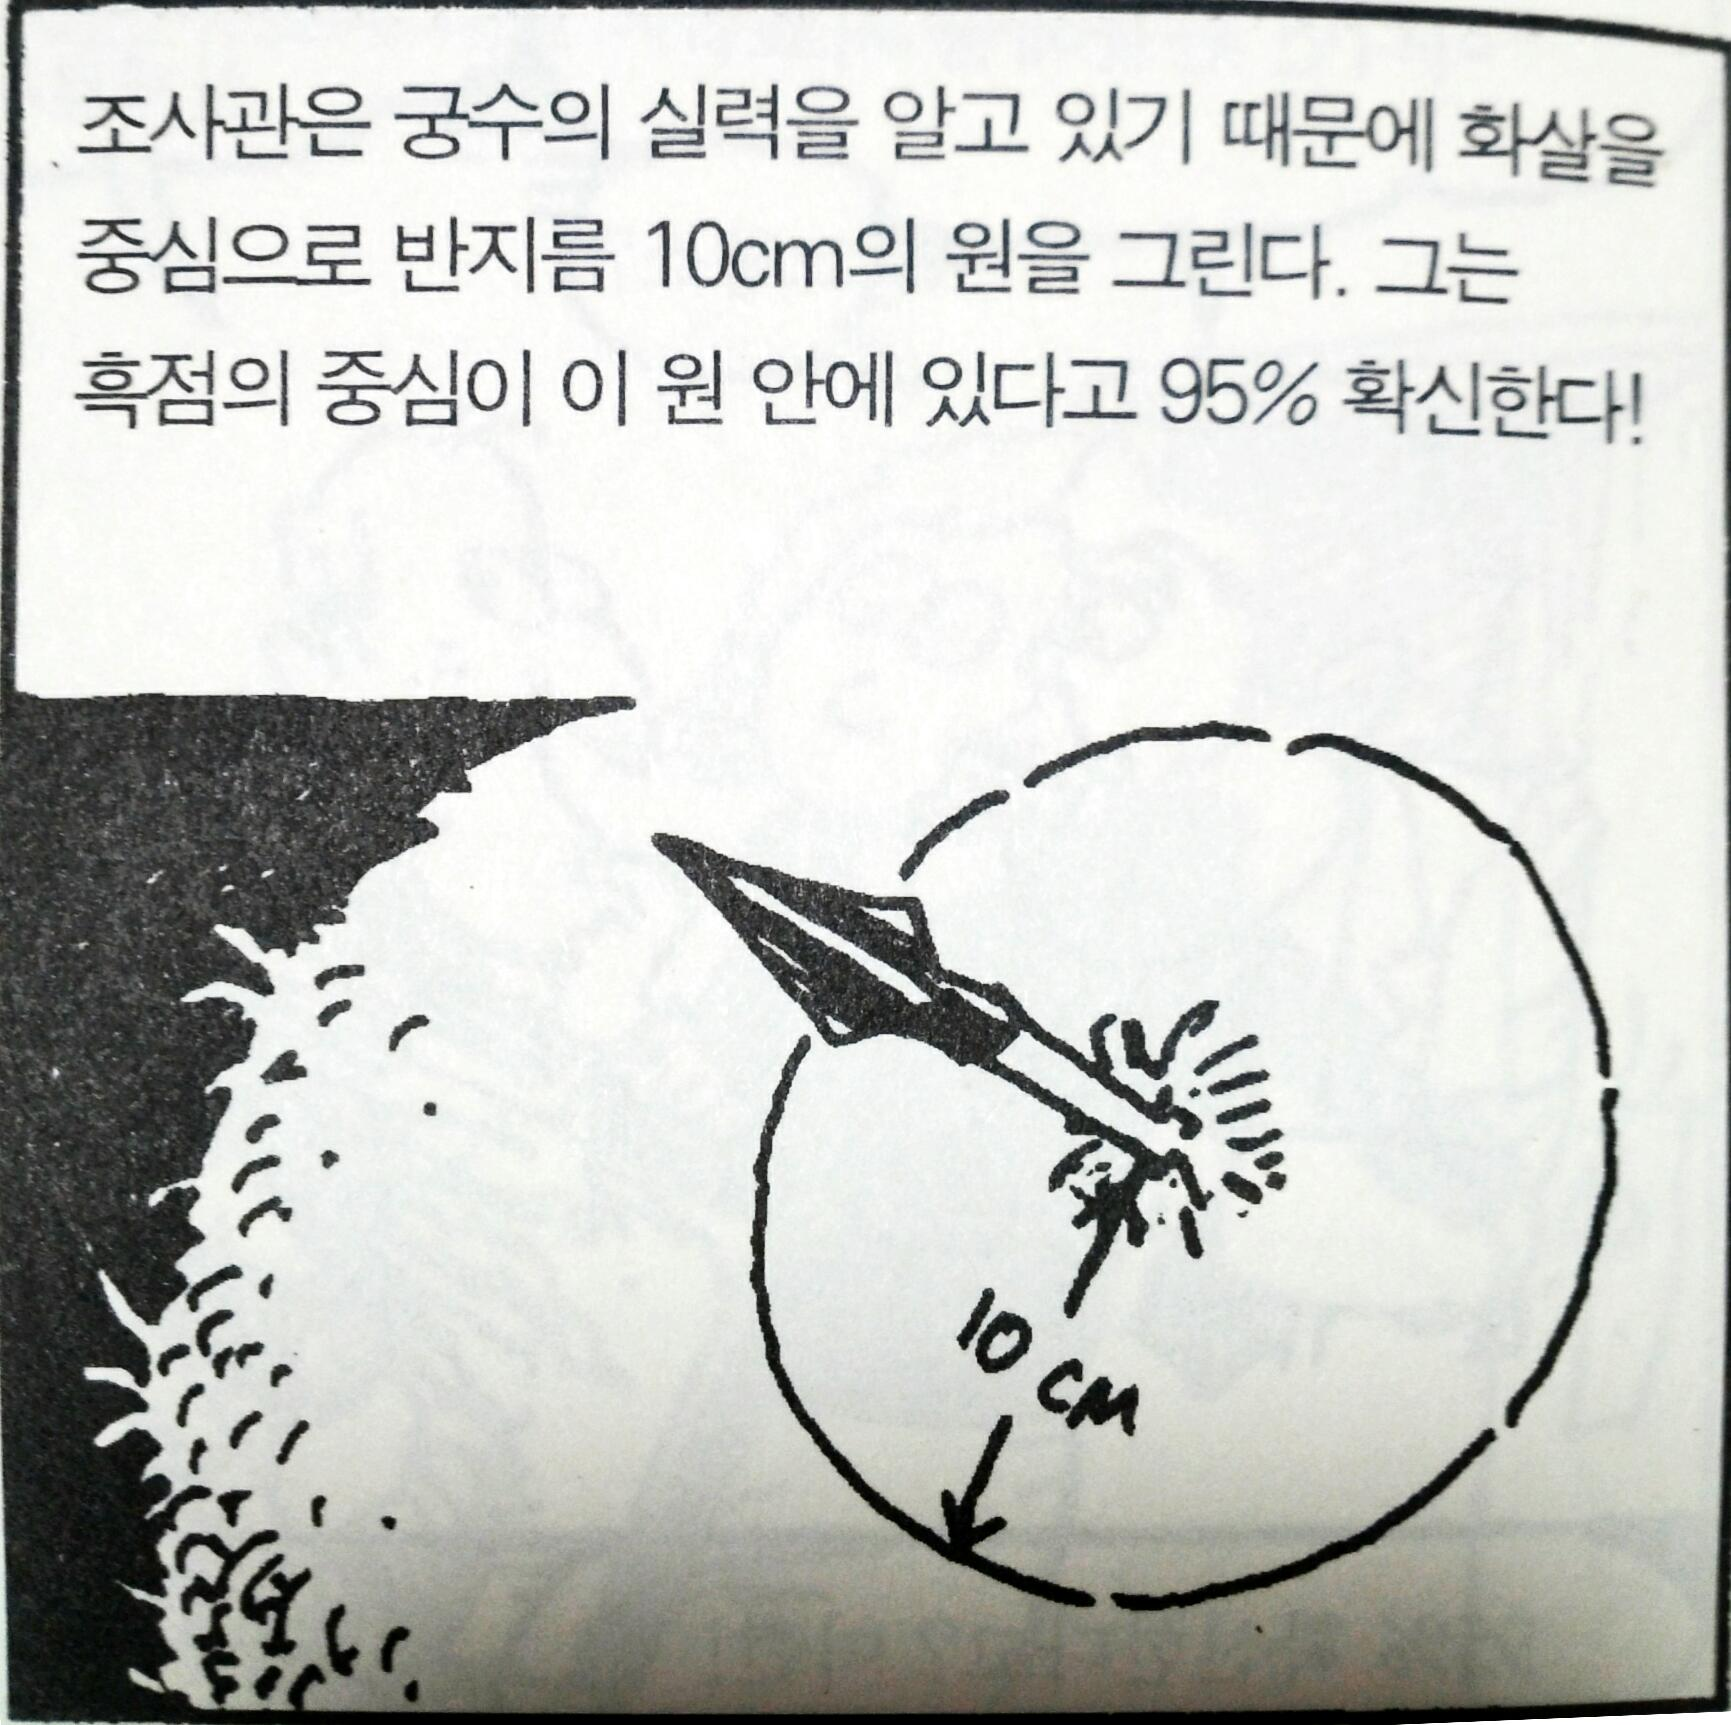 조사관은 궁수의 실력을 알고 있기 때문에 화살을
중심으로 반지름 10cm의 원을 그린다. 그는
흑점의 중심이 이 원 안에 있다고 95% 확신한다!
10 CM